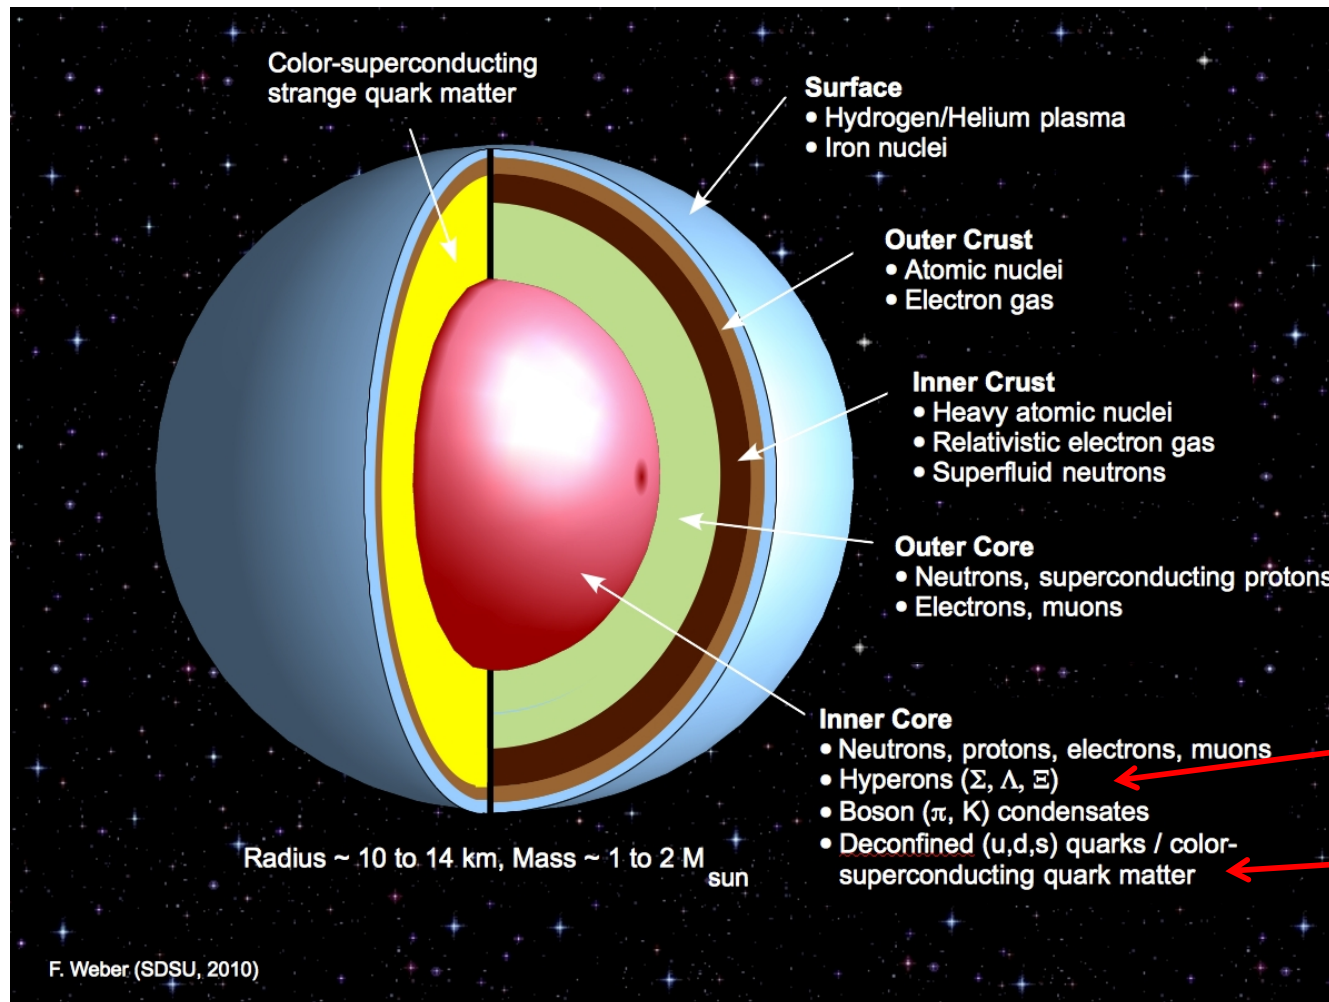 Color-superconducting
strange quark matter
Surface
• Hydrogen/Helium plasma
• Iron nuclei
Outer Crust
• Atomic nuclei
• Electron gas
Inner Crust
• Heavy atomic nuclei
• Relativistic electron gas
• Superfluid neutrons
Outer Core
• Neutrons, superconducting protons
• Electrons, muons
Inner Core
• Neutrons, protons, electrons, muons
• Hyperons (Σ, Λ, Ξ)
• Boson (π, K) condensates
• Deconfined (u,d,s) quarks / color-
superconducting quark matter
Radius ~ 10 to 14 km, Mass ~ 1 to 2 M sun
F. Weber (SDSU, 2010)